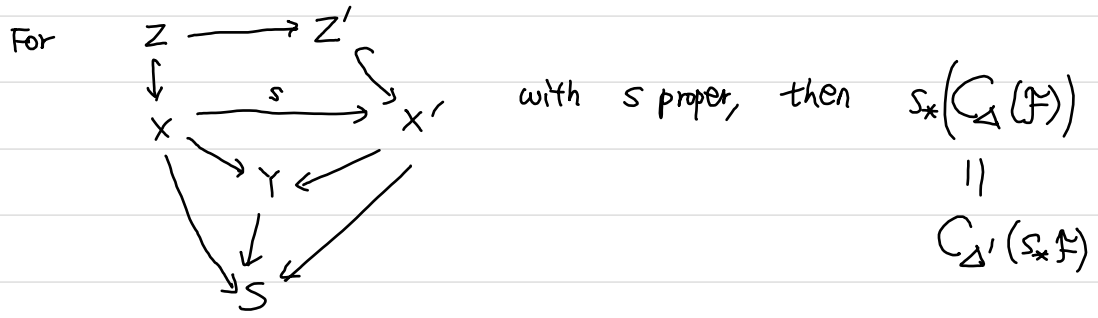 For Z → Z'
s
X → X' with s proper, then s_*(C_Δ(F))
Y ||
C_Δ'(s_*F)
S